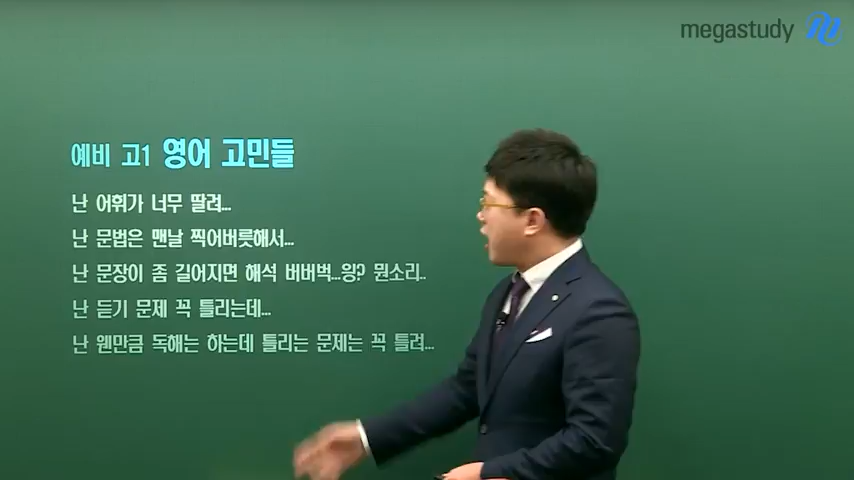 megastudy
예비 고1 영어 고민들
난 어휘가 너무 딸려...
난 문법은 맨날 찍어버릇해서...
난 문장이 좀 길어지면 해석 버버벅...왕? 뭔소리..
난 듣기 문제 꼭 틀리는데...
난 웬만큼 독해는 하는데 틀리는 문제는 꼭 틀려...